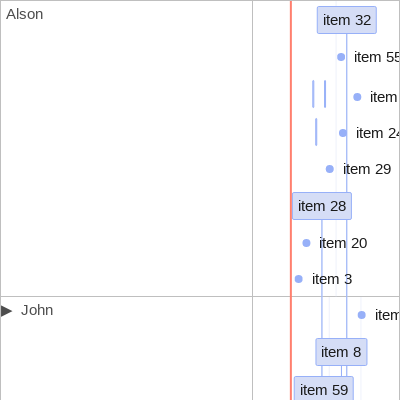 Alson
item 32
item 55
item
item 24
item 29
item 28
item 20
item 3
John
item
item 8
item 59